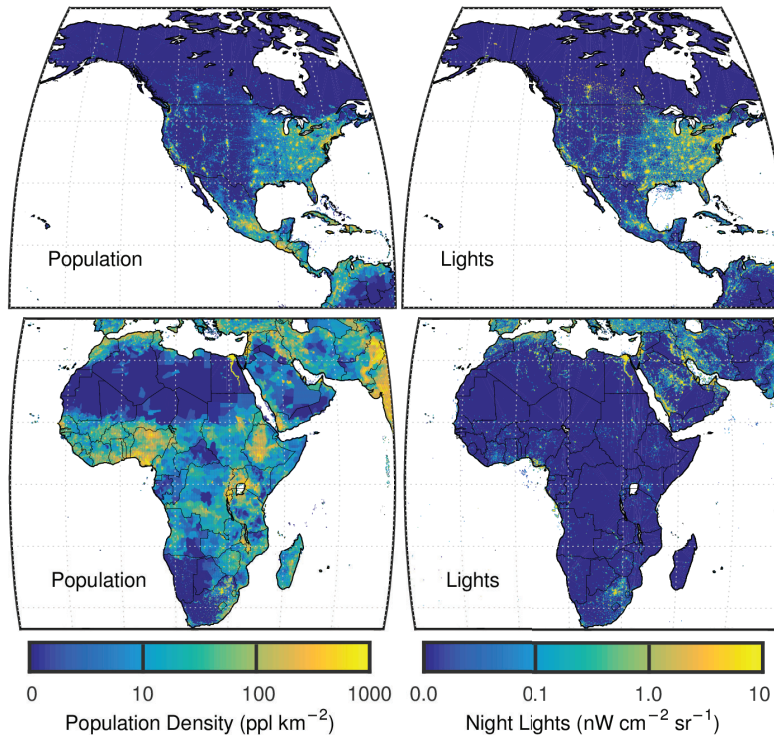 Population
Lights
Population
Lights
0 10 100 1000
0.0 0.1 1.0 10
Population Density (ppl km⁻²)
Night Lights (nW cm⁻² sr⁻¹)